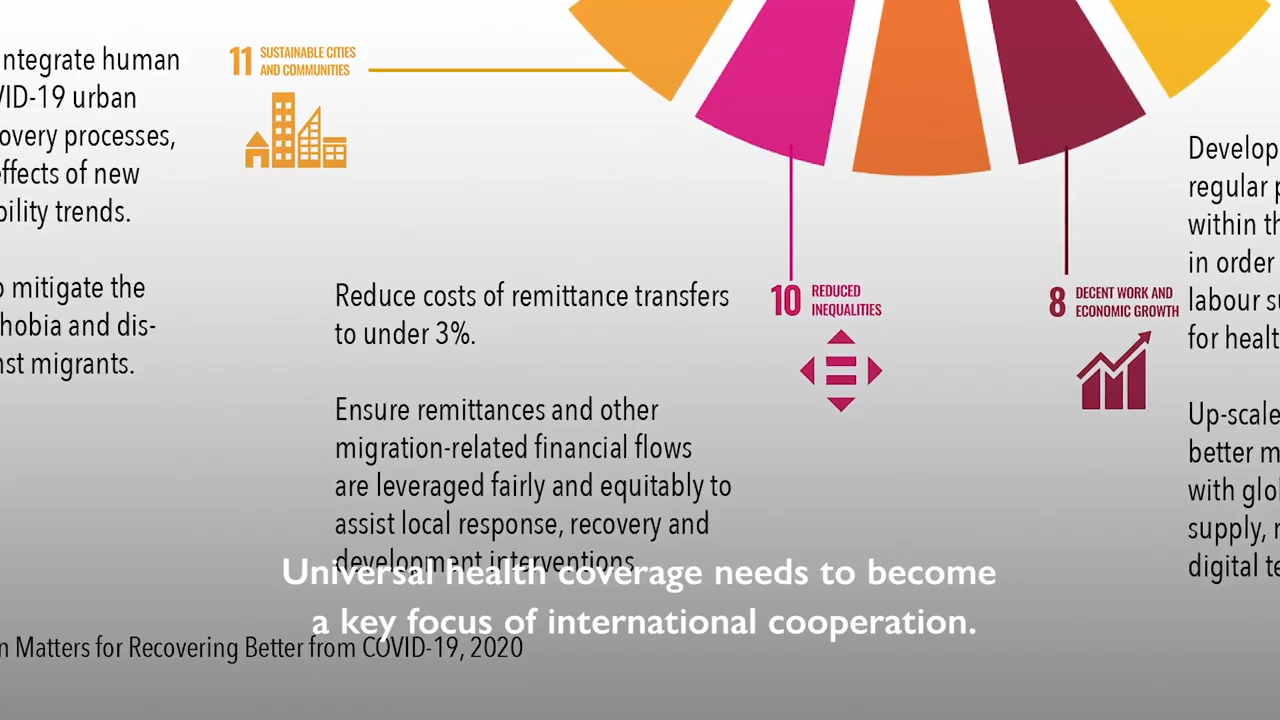 ntegrate human
VID-19 urban
overy processes,
effects of new
bility trends.
mitigate the
hobia and dis-
nst migrants.
11 SUSTAINABLE CITIES
AND COMMUNITIES
Reduce costs of remittance transfers
to under 3%.
Ensure remittances and other
migration-related financial flows
are leveraged fairly and equitably to
assist local response, recovery and
development interventions.
10 REDUCED
INEQUALITIES
8 DECENT WORK AND
ECONOMIC GROWTH
Develop
regular p
within th
in order
labour su
for healt
Up-scale
better m
with glo
supply, r
digital te
Universal health coverage needs to become
a key focus of international cooperation.
n Matters for Recovering Better from COVID-19, 2020